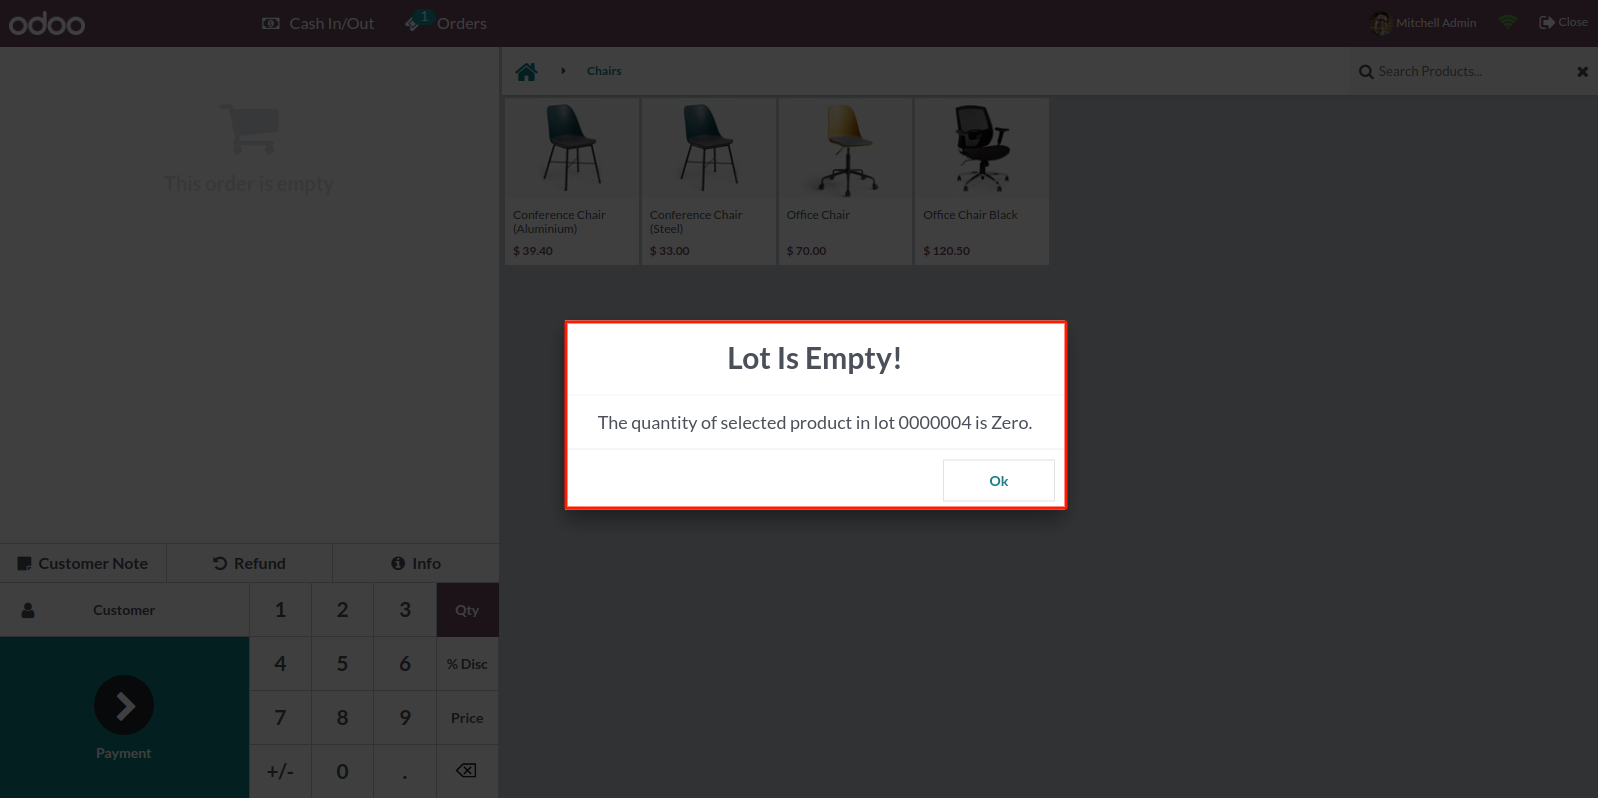 odoo
Cash In/Out
1
Orders
Mitchell Admin
Close
This order is empty
Chairs
Search Products...
Conference Chair
(Aluminium)
$ 39.40
Conference Chair
(Steel)
$ 33.00
Office Chair
$ 70.00
Office Chair Black
$ 120.50
Lot Is Empty!
The quantity of selected product in lot 0000004 is Zero.
Ok
Customer Note
Refund
Info
Customer
1 2 3 Qty
4 5 6 % Disc
7 8 9 Price
+/- 0 .
Payment